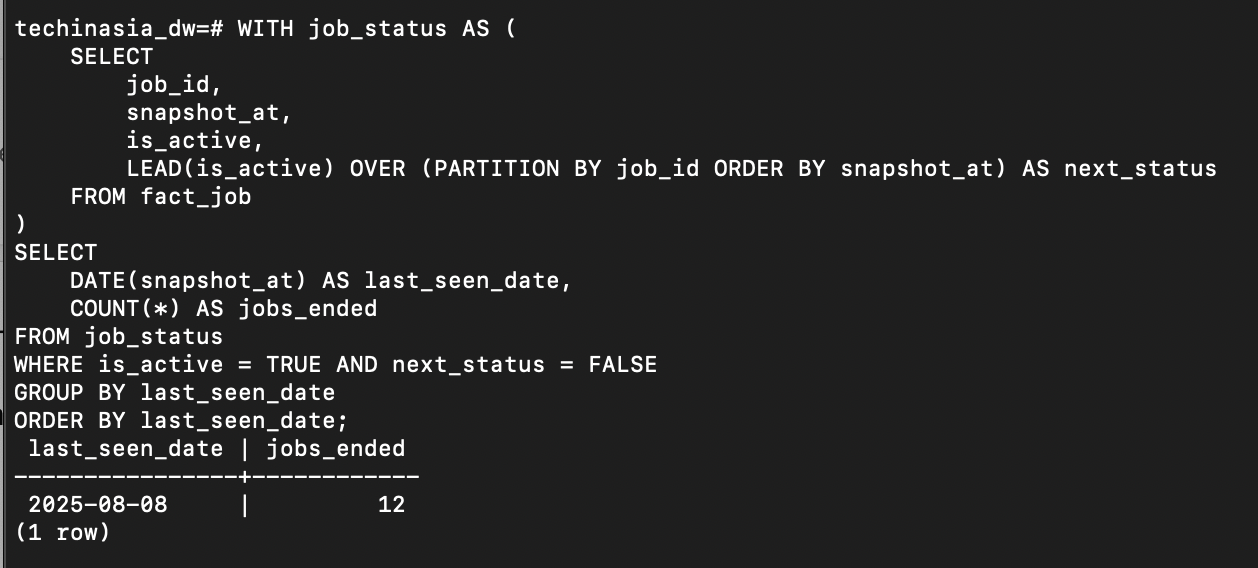 techinasia_dw=# WITH job_status AS (
    SELECT
        job_id,
        snapshot_at,
        is_active,
        LEAD(is_active) OVER (PARTITION BY job_id ORDER BY snapshot_at) AS next_status
    FROM fact_job
)
SELECT
    DATE(snapshot_at) AS last_seen_date,
    COUNT(*) AS jobs_ended
FROM job_status
WHERE is_active = TRUE AND next_status = FALSE
GROUP BY last_seen_date
ORDER BY last_seen_date;
 last_seen_date | jobs_ended
----------------+------------
 2025-08-08     |         12
(1 row)